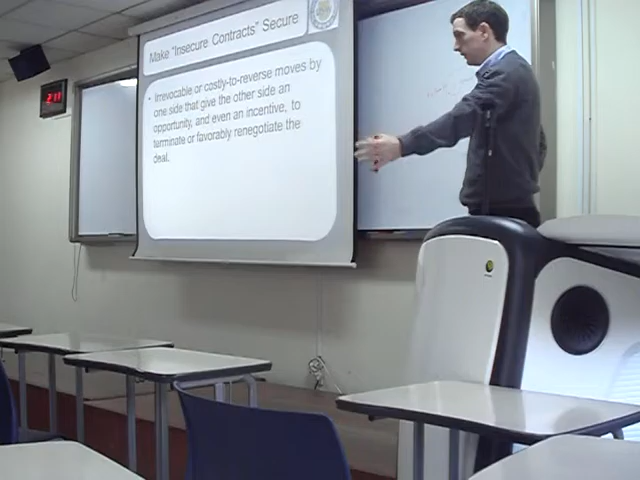 Make "Insecure Contracts" Secure
• Irrevocable or costly-to-reverse moves by
one side that give the other side an
opportunity, and even an incentive, to
terminate or favorably renegotiate the
deal.